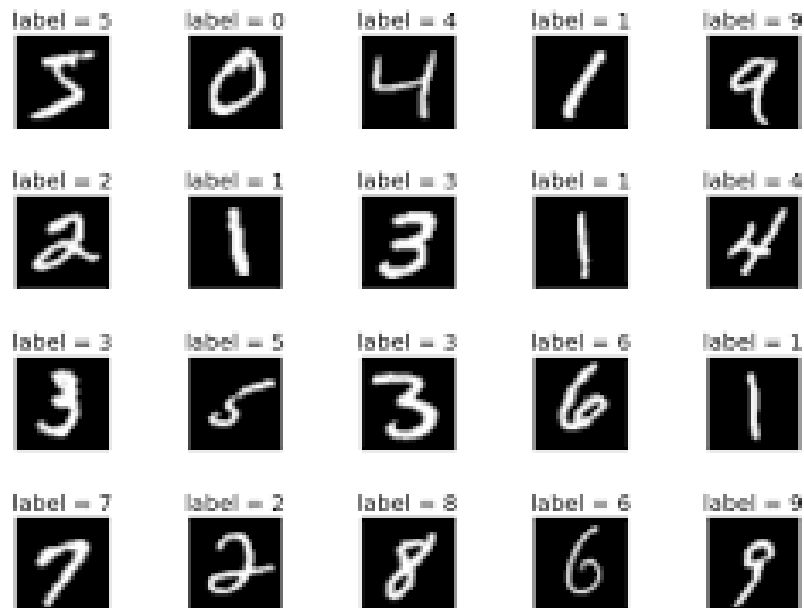 label = 5 label = 0 label = 4 label = 1 label = 9
5 0 4 1 9
label = 2 label = 1 label = 3 label = 1 label = 4
2 1 3 1 4
label = 3 label = 5 label = 3 label = 6 label = 1
3 5 3 6 1
label = 7 label = 2 label = 8 label = 6 label = 9
7 2 8 6 9